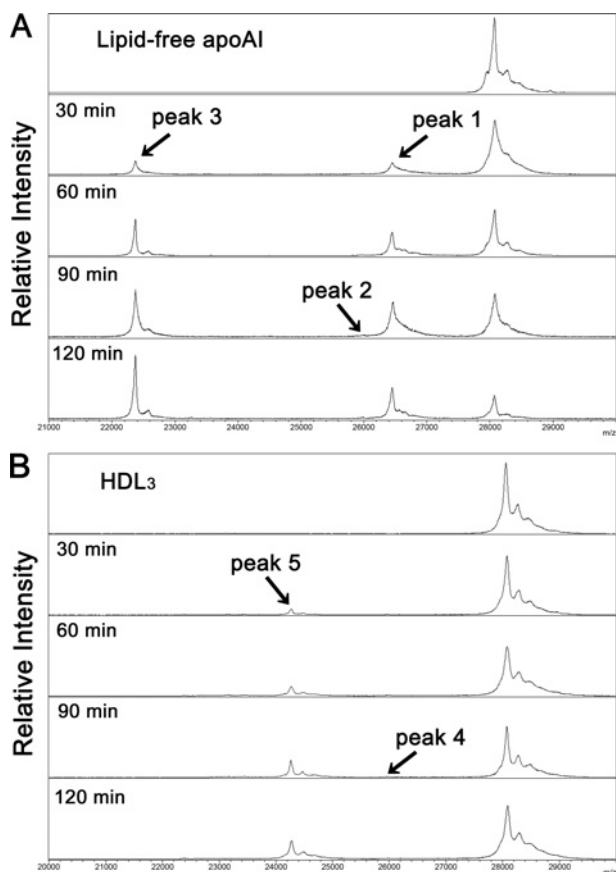 A
Lipid-free apoAI
30 min
peak 3
peak 1
60 min
90 min
peak 2
120 min
Relative Intensity
21000 22000 23000 24000 25000 26000 27000 28000 29000 m/z
B
HDL3
30 min
peak 5
60 min
90 min
peak 4
120 min
Relative Intensity
20000 21000 22000 23000 24000 25000 26000 27000 28000 29000 m/z